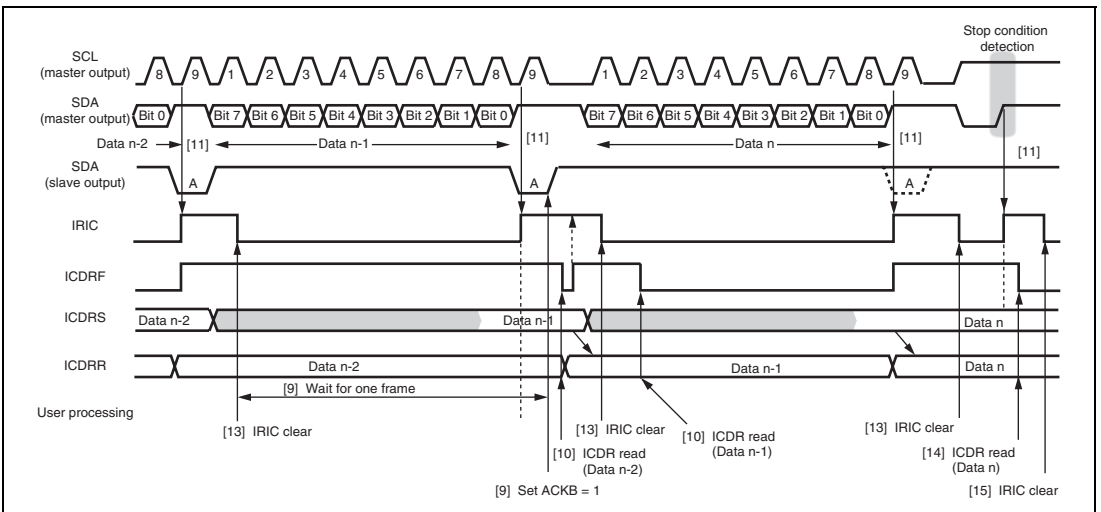 Stop condition
detection
SCL
(master output)
8 9 1 2 3 4 5 6 7 8 9 1 2 3 4 5 6 7 8 9
SDA
(master output)
Bit 0 Bit 7 Bit 6 Bit 5 Bit 4 Bit 3 Bit 2 Bit 1 Bit 0 Bit 7 Bit 6 Bit 5 Bit 4 Bit 3 Bit 2 Bit 1 Bit 0
Data n-2 [11] Data n-1 [11] Data n [11] [11]
SDA
(slave output)
A A A
IRIC
ICDRF
ICDRS
Data n-2 Data n-1 Data n
ICDRR
Data n-2 Data n-1 Data n
[9] Wait for one frame
User processing
[13] IRIC clear
[13] IRIC clear
[13] IRIC clear
[10] ICDR read
(Data n-2)
[10] ICDR read
(Data n-1)
[14] ICDR read
(Data n)
[9] Set ACKB = 1
[15] IRIC clear